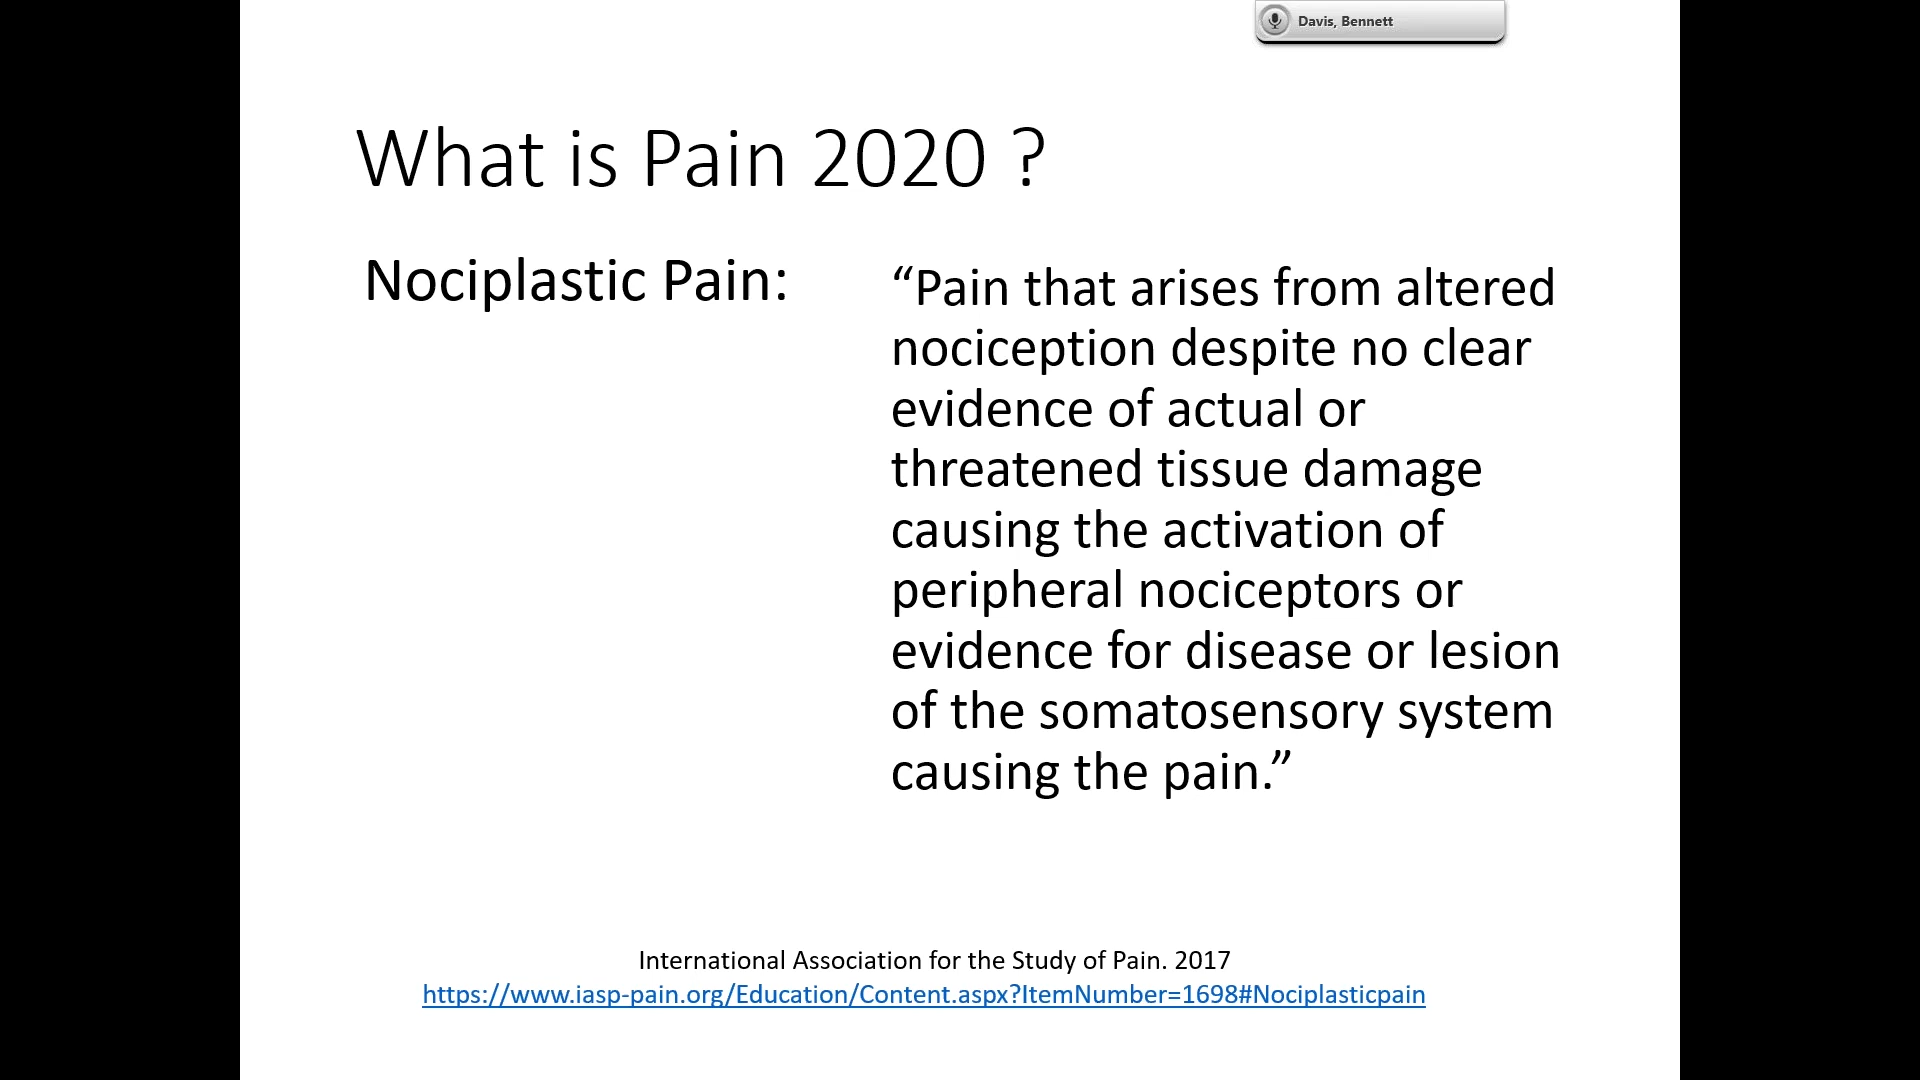 Davis, Bennett
What is Pain 2020 ?
Nociplastic Pain:
“Pain that arises from altered
nociception despite no clear
evidence of actual or
threatened tissue damage
causing the activation of
peripheral nociceptors or
evidence for disease or lesion
of the somatosensory system
causing the pain.”
International Association for the Study of Pain. 2017
https://www.iasp-pain.org/Education/Content.aspx?ItemNumber=1698#Nociplasticpain